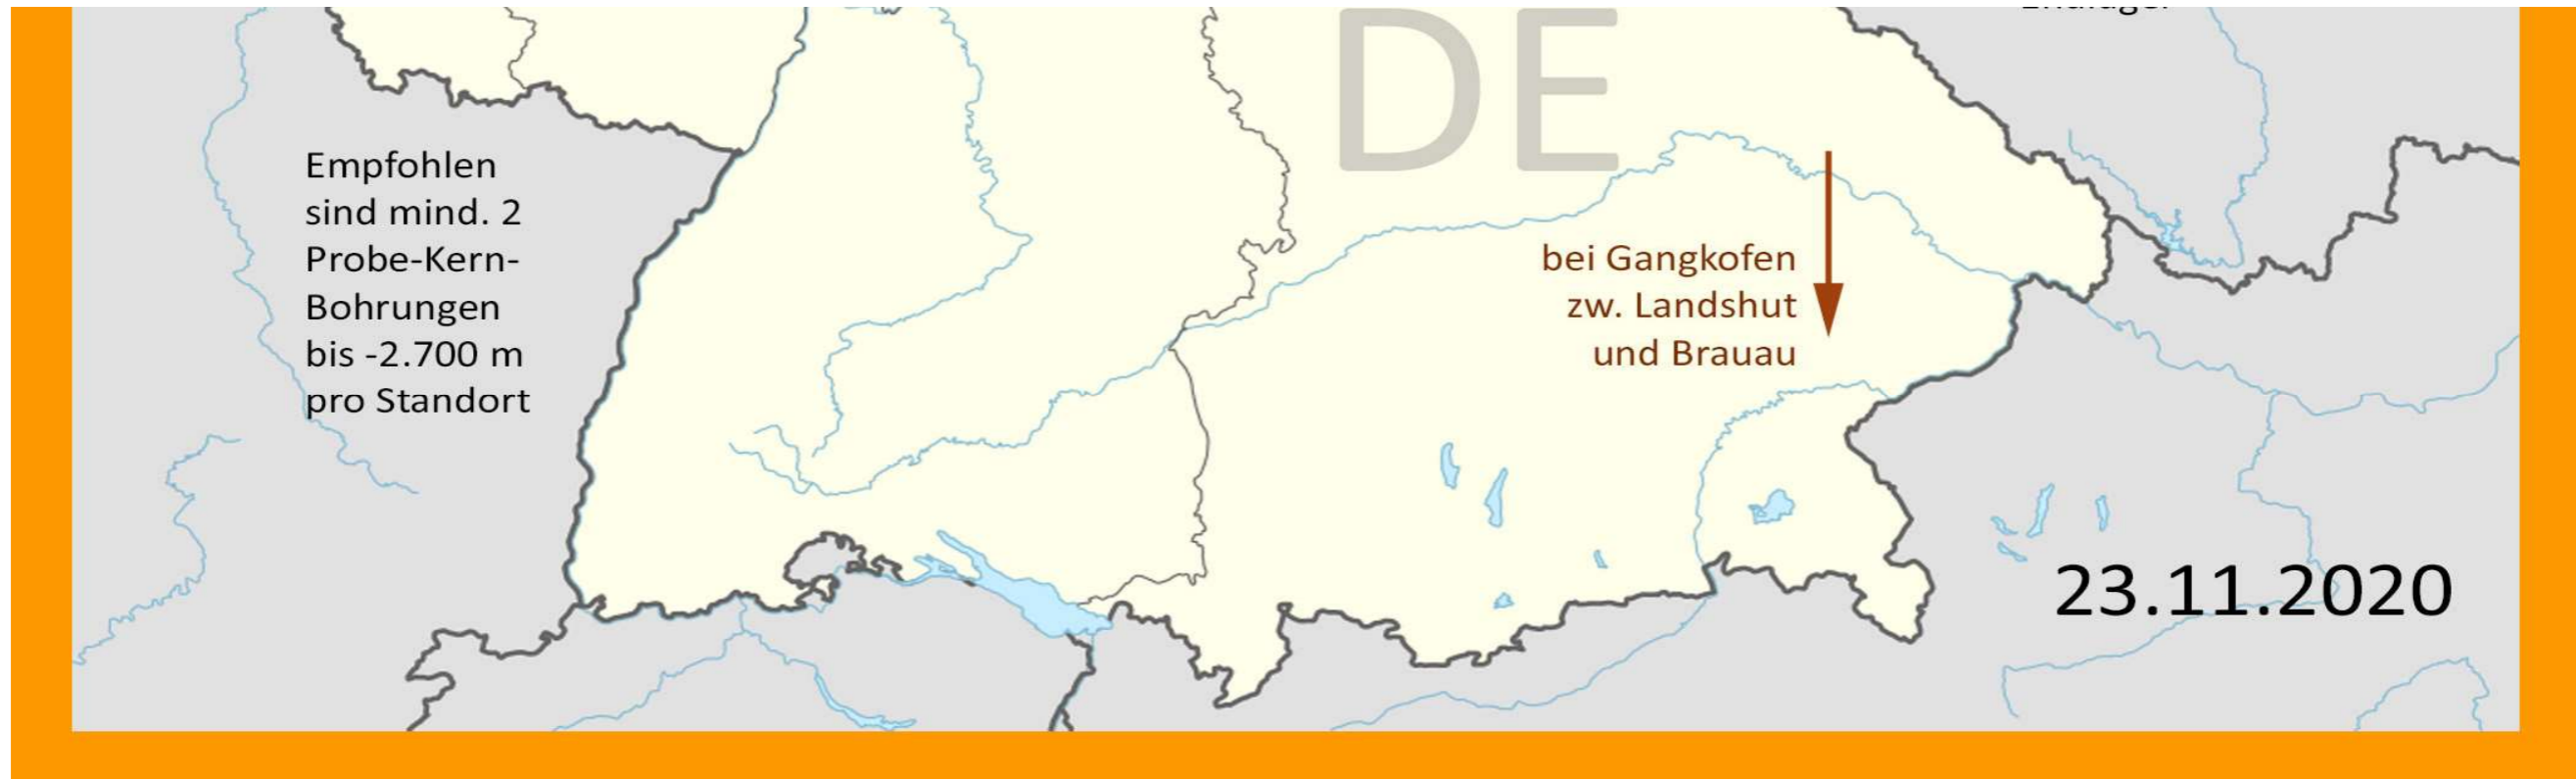 DE
Empfohlen
sind mind. 2
Probe-Kern-
Bohrungen
bis -2.700 m
pro Standort
bei Gangkofen
zw. Landshut
und Brauau
23.11.2020